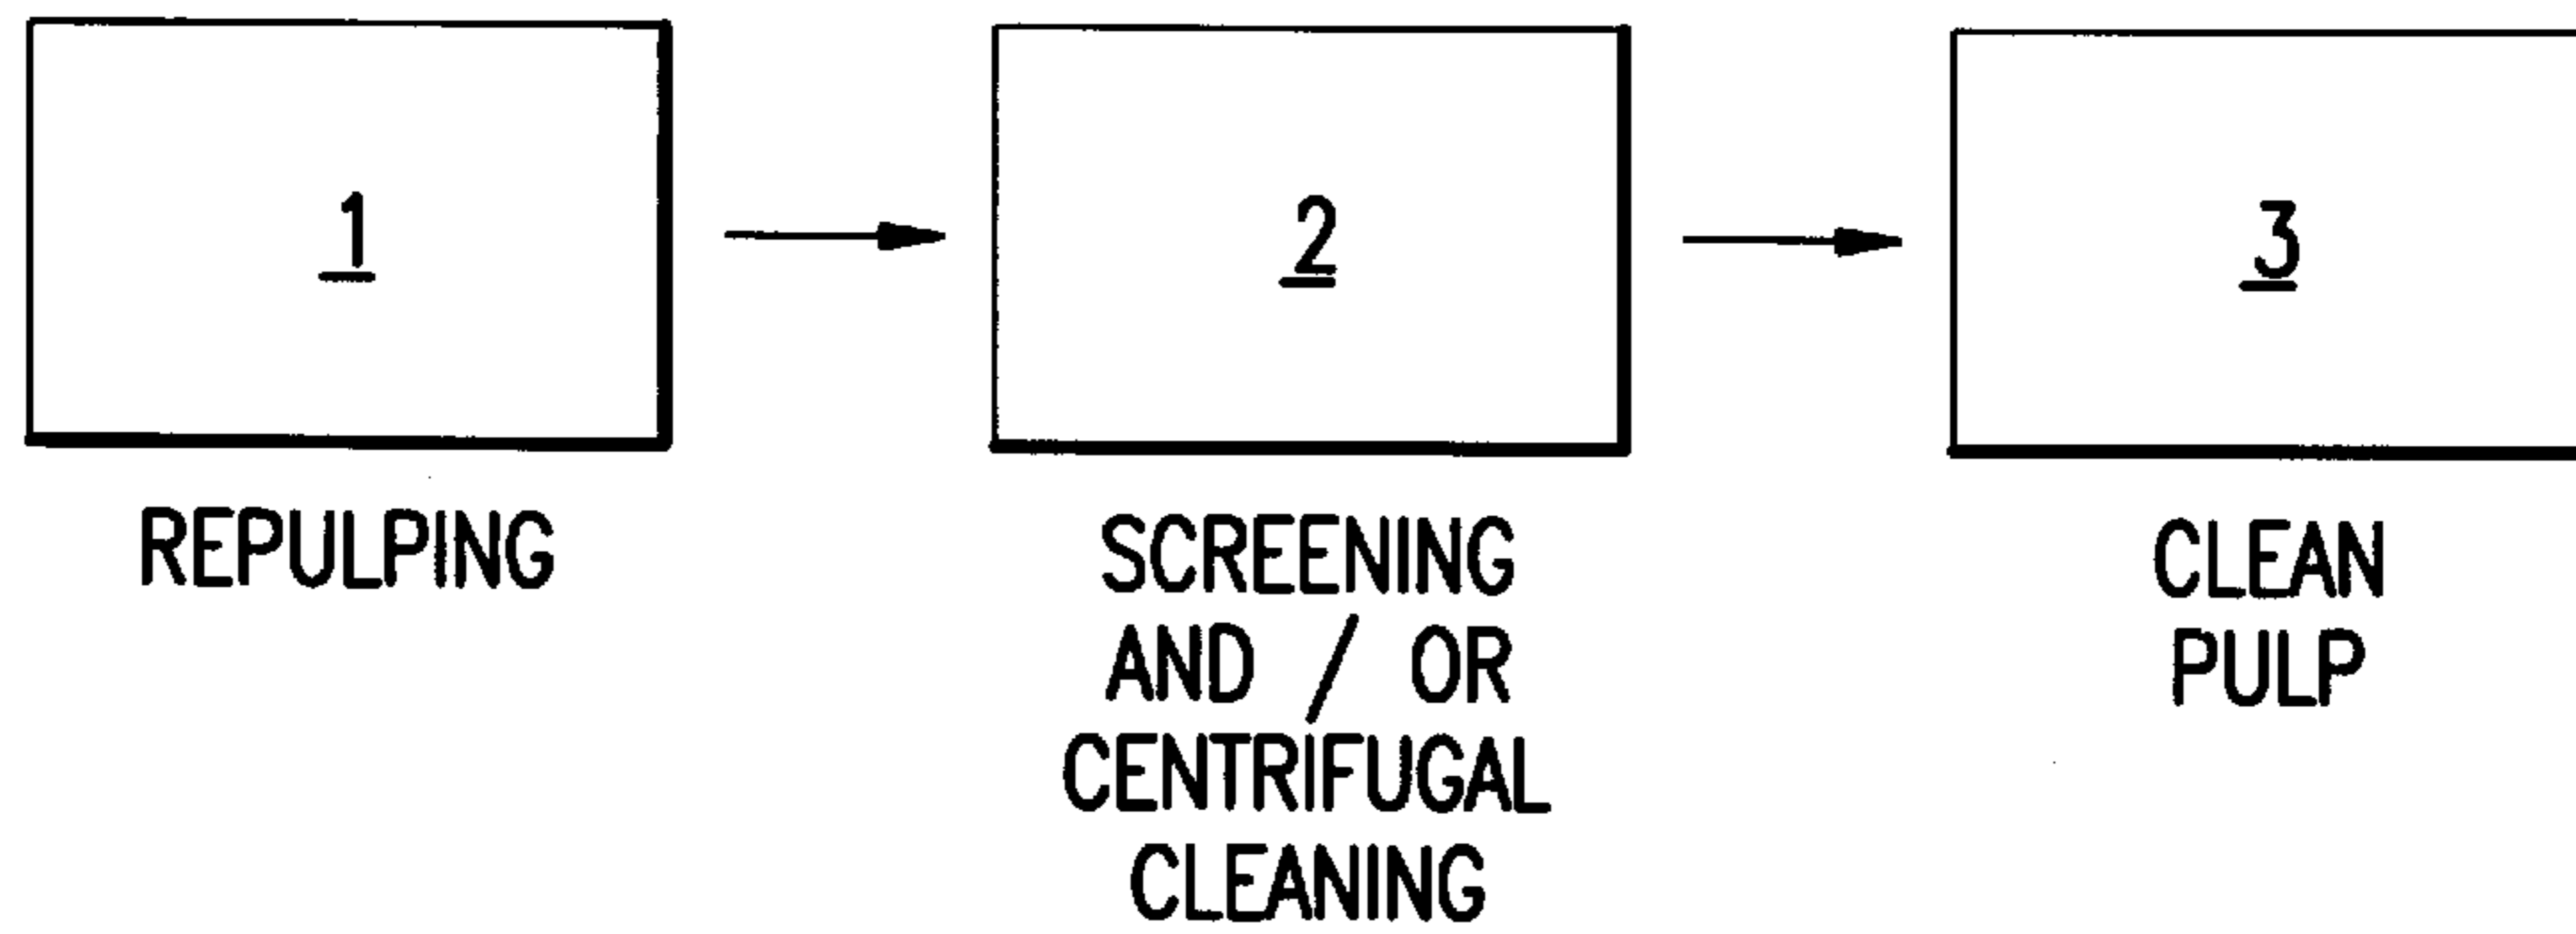 1
2
3
REPULPING
SCREENING
AND / OR
CENTRIFUGAL
CLEANING
CLEAN
PULP